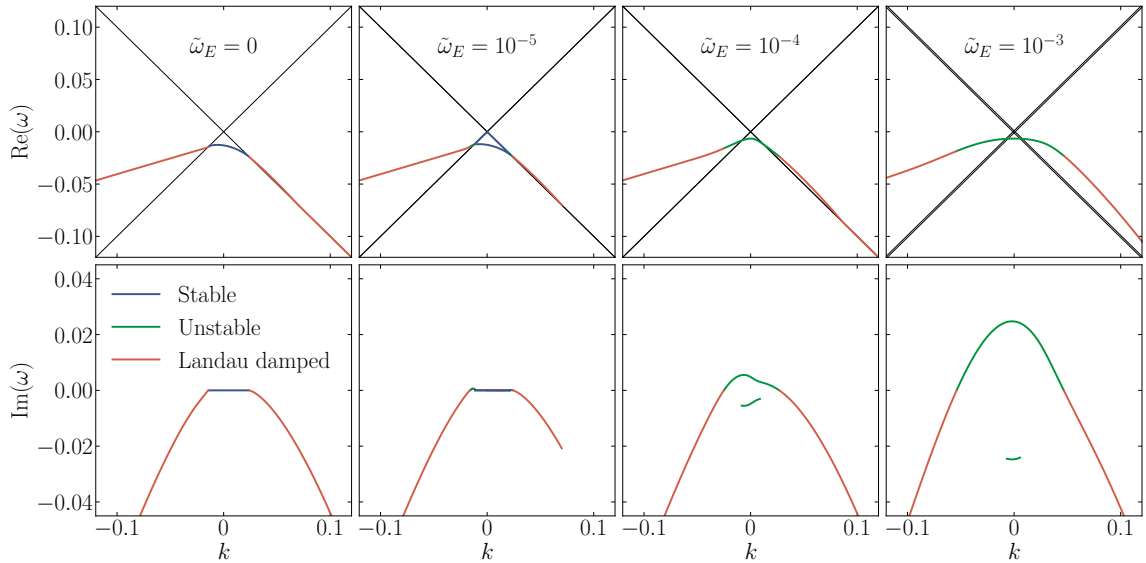 0.10
0.05
0.00
−0.05
−0.10
Re(ω)
ω̃_E = 0
ω̃_E = 10⁻⁵
ω̃_E = 10⁻⁴
ω̃_E = 10⁻³
0.04
0.02
0.00
−0.02
−0.04
Im(ω)
Stable
Unstable
Landau damped
−0.1 0 0.1
−0.1 0 0.1
−0.1 0 0.1
−0.1 0 0.1
k
k
k
k